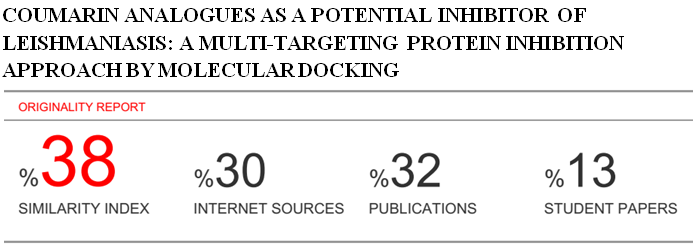 COUMARIN ANALOGUES AS A POTENTIAL INHIBITOR OF
LEISHMANIASIS: A MULTI-TARGETING PROTEIN INHIBITION
APPROACH BY MOLECULAR DOCKING
ORIGINALITY REPORT
%38 %30 %32 %13
SIMILARITY INDEX INTERNET SOURCES PUBLICATIONS STUDENT PAPERS